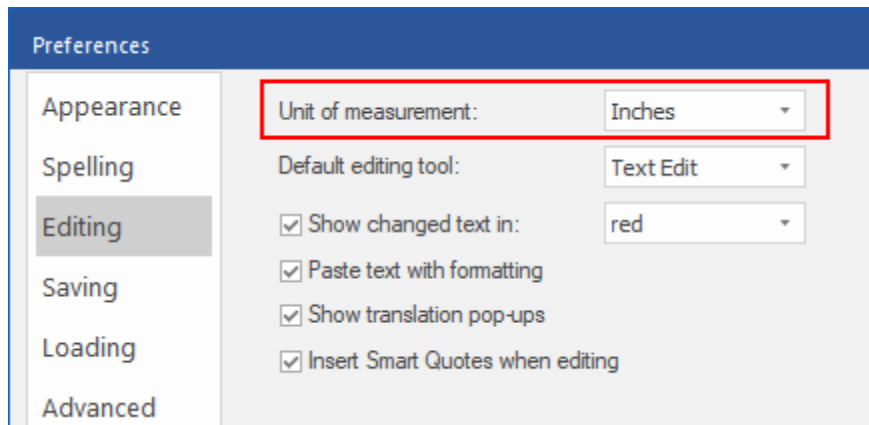 Preferences
Appearance
Spelling
Editing
Saving
Loading
Advanced
Unit of measurement: Inches
Default editing tool: Text Edit
Show changed text in: red
Paste text with formatting
Show translation pop-ups
Insert Smart Quotes when editing